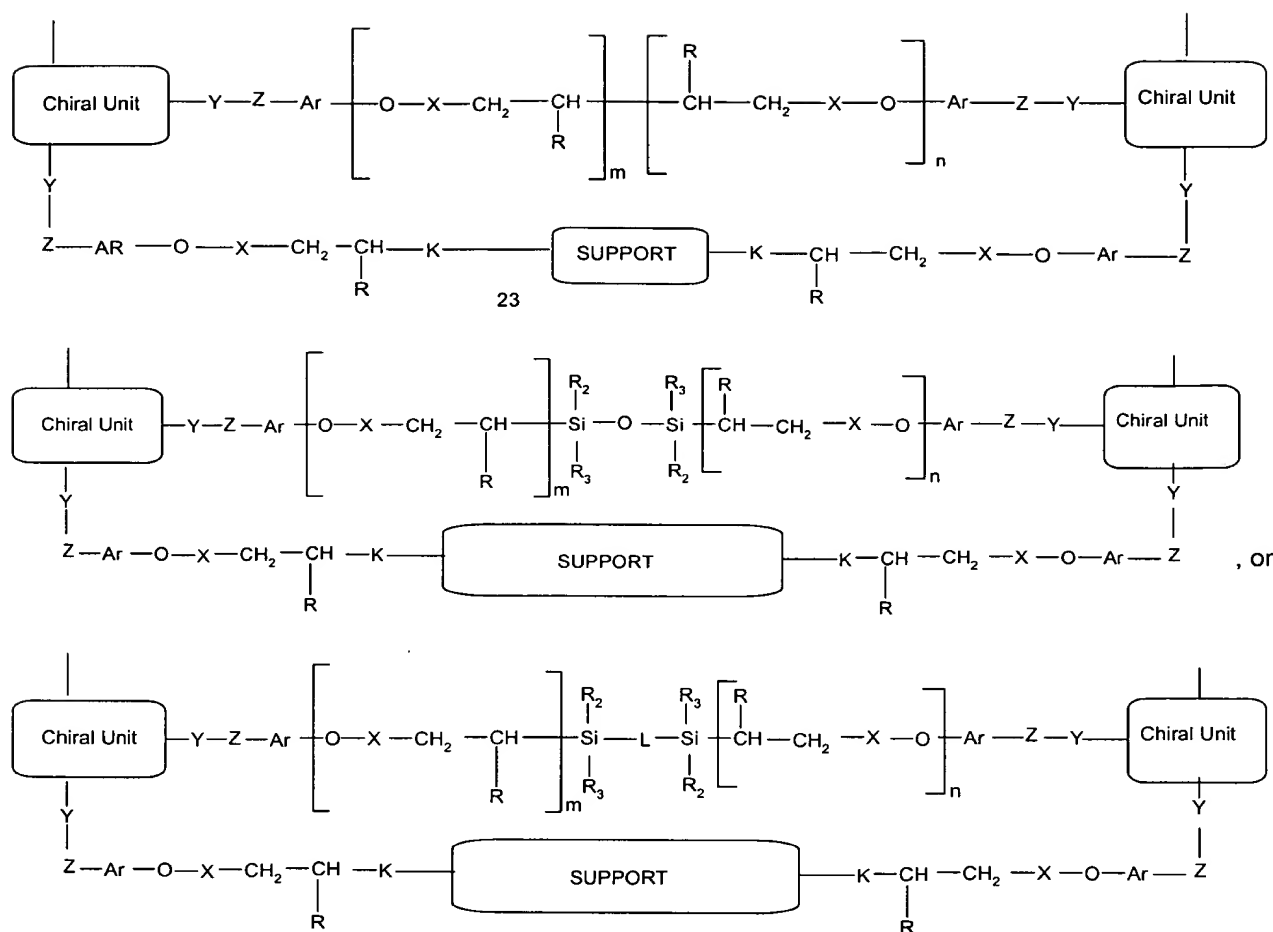 R
Chiral Unit —Y—Z—Ar [ O—X—CH2—CH ]m [ CH—CH2—X—O ]n Ar—Z—Y— Chiral Unit
R
Y Y
Z—AR—O—X—CH2—CH—K— SUPPORT —K—CH—CH2—X—O—Ar—Z
R R
23
R2 R3 R
Chiral Unit —Y—Z—Ar [ O—X—CH2—CH ]m Si—O—Si [ CH—CH2—X—O ]n Ar—Z—Y— Chiral Unit
R R3 R2
Y Y
Z—Ar—O—X—CH2—CH—K— SUPPORT —K—CH—CH2—X—O—Ar—Z , or
R R
R2 R3 R
Chiral Unit —Y—Z—Ar [ O—X—CH2—CH ]m Si—L—Si [ CH—CH2—X—O ]n Ar—Z—Y— Chiral Unit
R R3 R2
Y Y
Z—Ar—O—X—CH2—CH—K— SUPPORT —K—CH—CH2—X—O—Ar—Z
R R